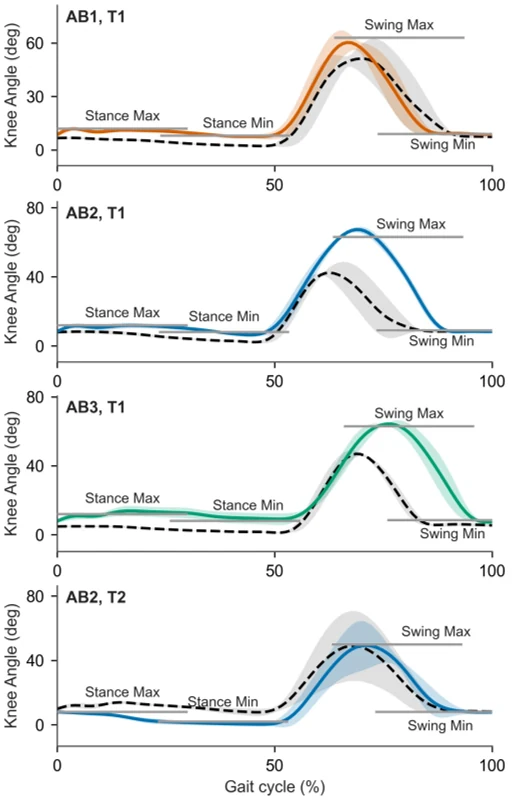 AB1, T1
Knee Angle (deg)
60
30
0
Stance Max
Stance Min
Swing Max
Swing Min
0
50
100
AB2, T1
Knee Angle (deg)
80
40
0
Stance Max
Stance Min
Swing Max
Swing Min
0
50
100
AB3, T1
Knee Angle (deg)
80
40
0
Stance Max
Stance Min
Swing Max
Swing Min
0
50
100
AB2, T2
Knee Angle (deg)
80
40
0
Stance Max
Stance Min
Swing Max
Swing Min
0
50
100
Gait cycle (%)